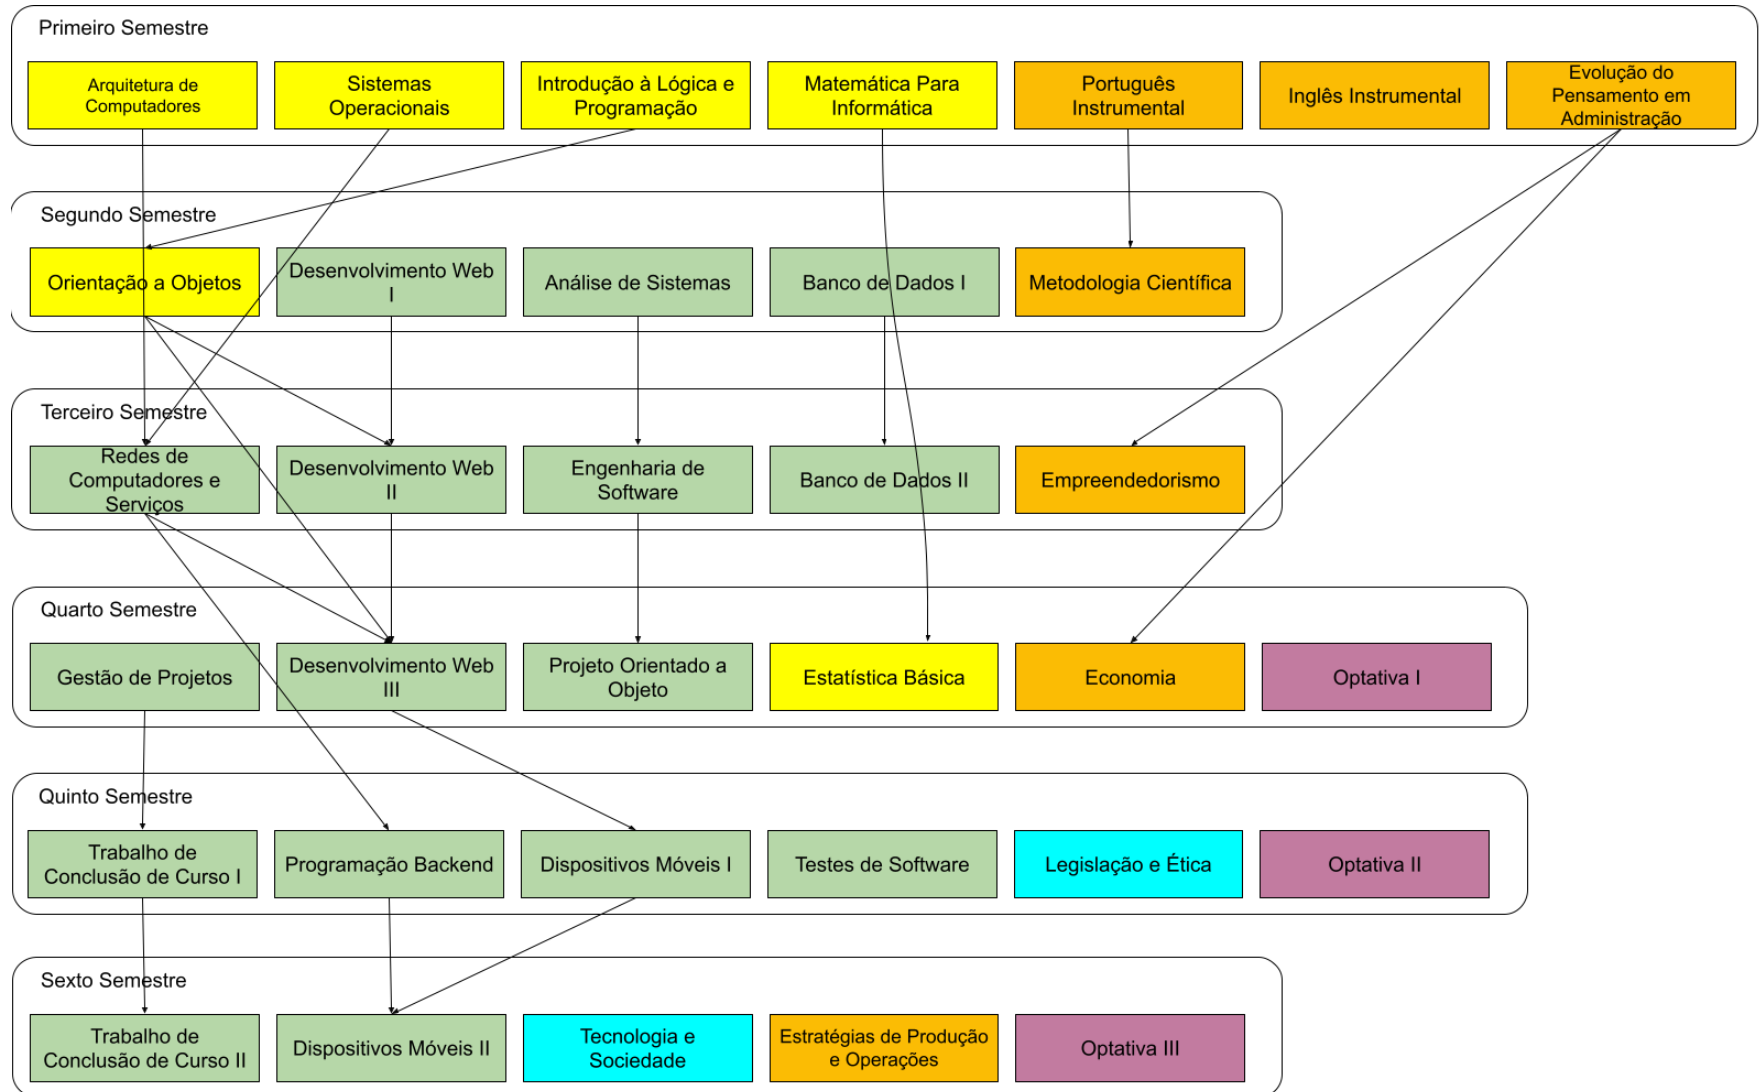 Primeiro Semestre
Arquitetura de
Computadores
Sistemas
Operacionais
Introdução à Lógica e
Programação
Matemática Para
Informática
Português
Instrumental
Inglês Instrumental
Evolução do
Pensamento em
Administração
Segundo Semestre
Orientação a Objetos
Desenvolvimento Web
I
Análise de Sistemas
Banco de Dados I
Metodologia Científica
Terceiro Semestre
Redes de
Computadores e
Serviços
Desenvolvimento Web
II
Engenharia de
Software
Banco de Dados II
Empreendedorismo
Quarto Semestre
Gestão de Projetos
Desenvolvimento Web
III
Projeto Orientado a
Objeto
Estatística Básica
Economia
Optativa I
Quinto Semestre
Trabalho de
Conclusão de Curso I
Programação Backend
Dispositivos Móveis I
Testes de Software
Legislação e Ética
Optativa II
Sexto Semestre
Trabalho de
Conclusão de Curso II
Dispositivos Móveis II
Tecnologia e
Sociedade
Estratégias de Produção
e Operações
Optativa III